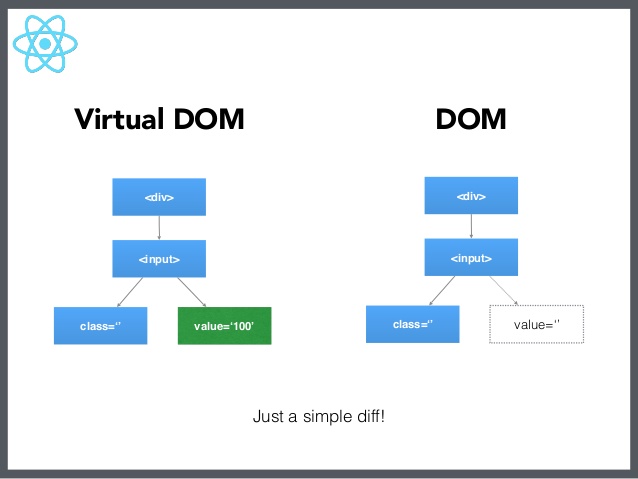 Virtual DOM
DOM
<div>
<input>
class=‘’
value=‘100’
<div>
<input>
class=‘’
value=‘’
Just a simple diff!